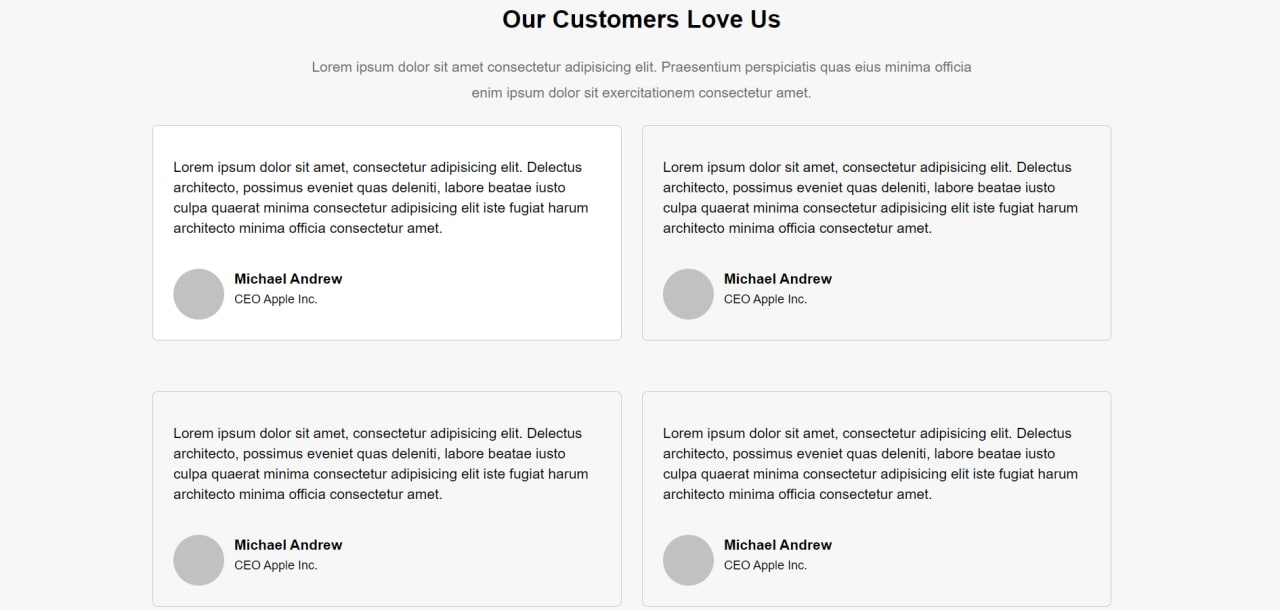 Our Customers Love Us
Lorem ipsum dolor sit amet consectetur adipisicing elit. Praesentium perspiciatis quas eius minima officia
enim ipsum dolor sit exercitationem consectetur amet.
Lorem ipsum dolor sit amet, consectetur adipisicing elit. Delectus
architecto, possimus eveniet quas deleniti, labore beatae iusto
culpa quaerat minima consectetur adipisicing elit iste fugiat harum
architecto minima officia consectetur amet.
Michael Andrew
CEO Apple Inc.
Lorem ipsum dolor sit amet, consectetur adipisicing elit. Delectus
architecto, possimus eveniet quas deleniti, labore beatae iusto
culpa quaerat minima consectetur adipisicing elit iste fugiat harum
architecto minima officia consectetur amet.
Michael Andrew
CEO Apple Inc.
Lorem ipsum dolor sit amet, consectetur adipisicing elit. Delectus
architecto, possimus eveniet quas deleniti, labore beatae iusto
culpa quaerat minima consectetur adipisicing elit iste fugiat harum
architecto minima officia consectetur amet.
Michael Andrew
CEO Apple Inc.
Lorem ipsum dolor sit amet, consectetur adipisicing elit. Delectus
architecto, possimus eveniet quas deleniti, labore beatae iusto
culpa quaerat minima consectetur adipisicing elit iste fugiat harum
architecto minima officia consectetur amet.
Michael Andrew
CEO Apple Inc.